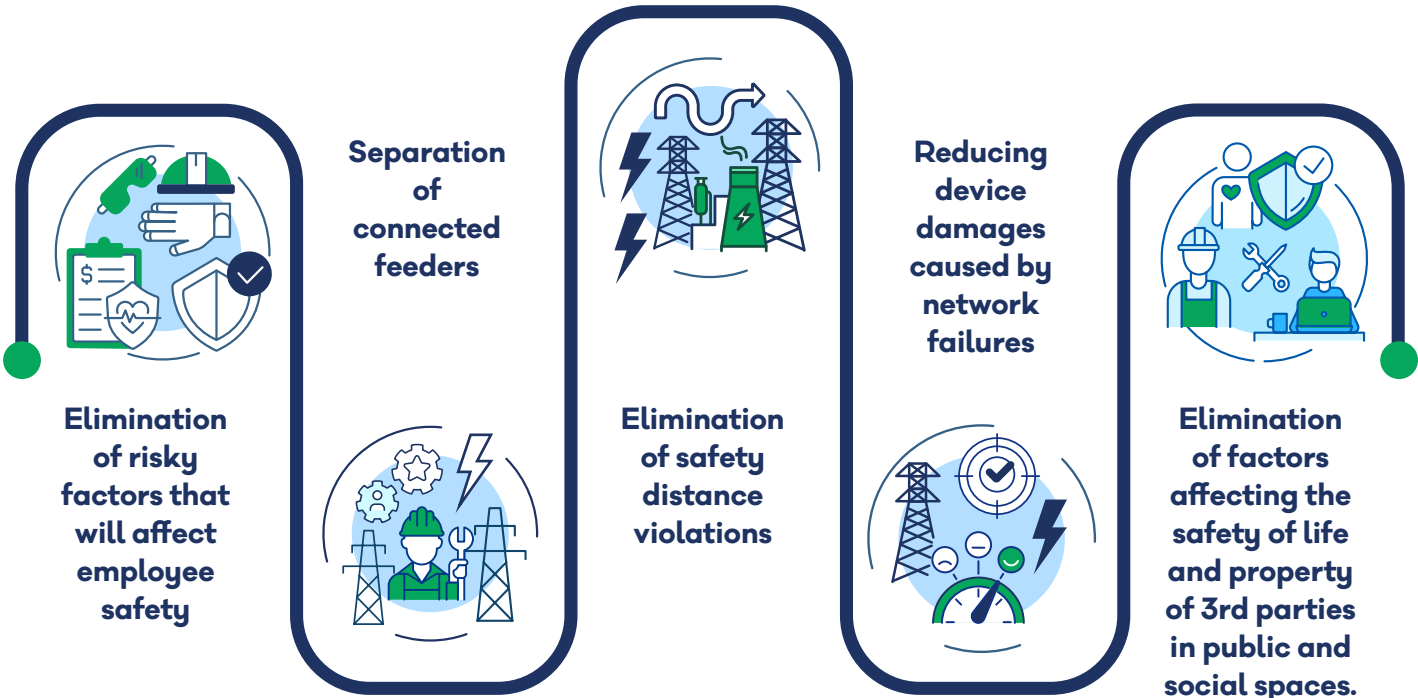 Elimination
of risky
factors that
will affect
employee
safety
Separation
of
connected
feeders
Elimination
of safety
distance
violations
Reducing
device
damages
caused by
network
failures
Elimination
of factors
affecting the
safety of life
and property
of 3rd parties
in public and
social spaces.
$